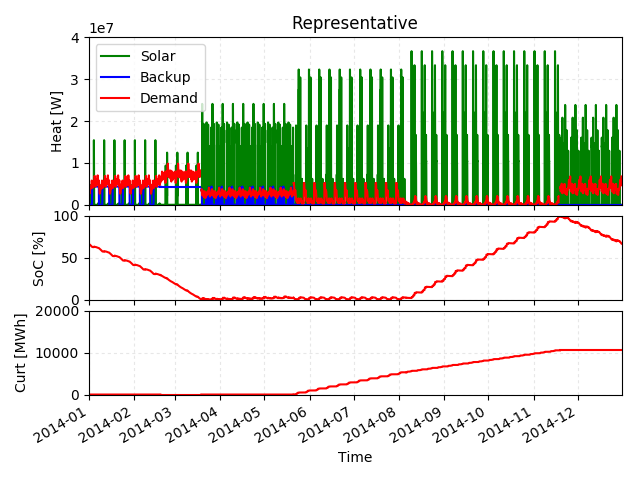 Representative
1e7
Heat [W]
4
3
2
1
0
Solar
Backup
Demand
SoC [%]
100
50
0
Curt [MWh]
20000
10000
0
2014-01 2014-02 2014-03 2014-04 2014-05 2014-06 2014-07 2014-08 2014-09 2014-10 2014-11 2014-12
Time